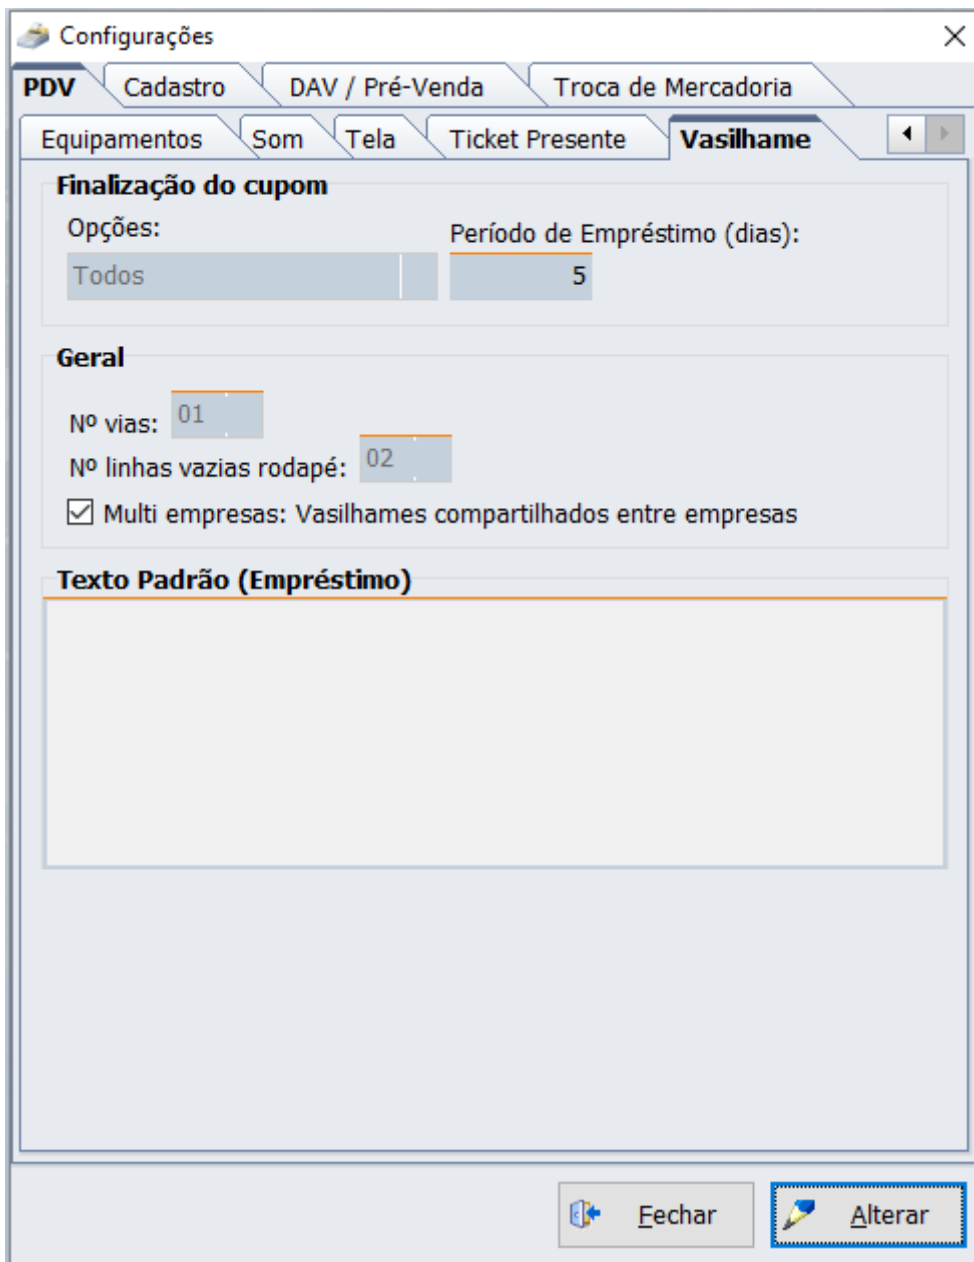 Configurações
PDV Cadastro DAV / Pré-Venda Troca de Mercadoria
Equipamentos Som Tela Ticket Presente Vasilhame
Finalização do cupom
Opções: Período de Empréstimo (dias):
Todos 5
Geral
Nº vias: 01
Nº linhas vazias rodapé: 02
Multi empresas: Vasilhames compartilhados entre empresas
Texto Padrão (Empréstimo)
Fechar Alterar